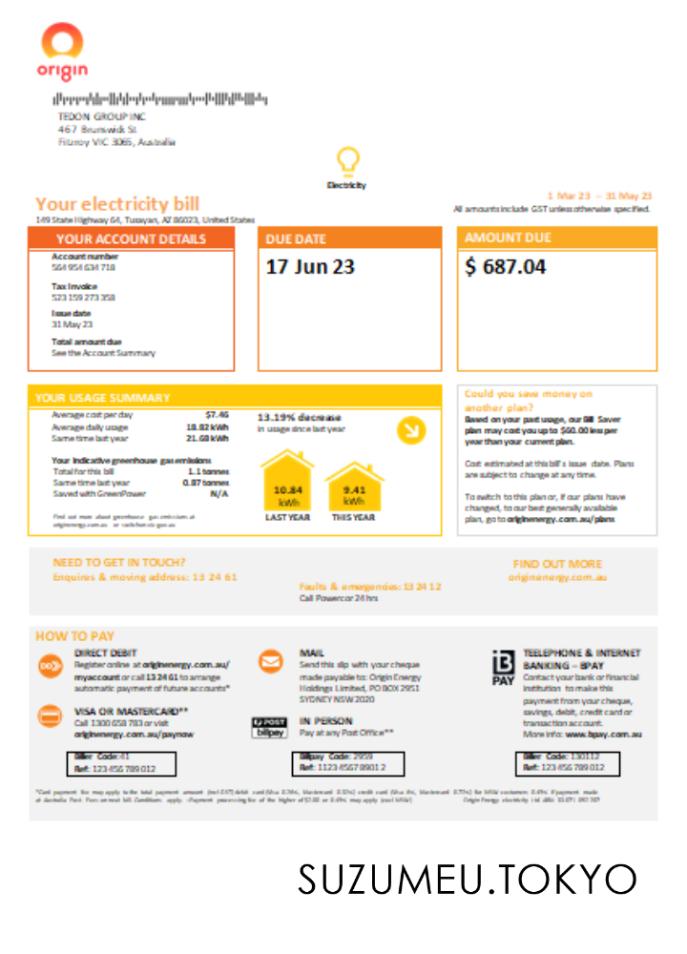 origin
TEDON GROUP INC
467 Brunswick St
Fitzroy VIC 3065, Australia
Electricity
Your electricity bill
1 Mar 23 – 31 May 23
149 State Highway 64, Tusayan, AZ 86023, United States
All amounts include GST unless otherwise specified.
YOUR ACCOUNT DETAILS
Account number
564 954 634 718
Tax Invoice
523 159 273 358
Issue date
31 May 23
Total amount due
See the Account Summary
DUE DATE
17 Jun 23
AMOUNT DUE
$ 687.04
YOUR USAGE SUMMARY
Average cost per day $7.46
Average daily usage 18.82 kWh
Same time last year 21.68 kWh
Your indicative greenhouse gas emissions
Total for this bill 1.1 tonnes
Same time last year 0.87 tonnes
Saved with GreenPower N/A
Find out more about greenhouse gas emissions at
originenergy.com.au or
13.19% decrease
in usage since last year
10.84
kWh
LAST YEAR
9.41
kWh
THIS YEAR
Could you save money on
another plan?
Based on your past usage, our Bill Saver
plan may cost you up to $60.00 less per
year than your current plan.
Cost estimated at this bill's issue date. Plans
are subject to change at any time.
To switch to this plan or, if our plans have
changed, to our best generally available
plan, go to originenergy.com.au/plans
NEED TO GET IN TOUCH?
Enquires & moving address: 13 24 61
Faults & emergencies: 13 24 12
Call Powercor 24 hrs
FIND OUT MORE
originenergy.com.au
HOW TO PAY
DIRECT DEBIT
Register online at originenergy.com.au/
myaccount or call 13 24 61 to arrange
automatic payment of future accounts*
VISA OR MASTERCARD**
Call 1300 658 783 or visit
originenergy.com.au/paynow
Biller Code: 41
Ref: 123 456 789 012
MAIL
Send this slip with your cheque
made payable to: Origin Energy
Holdings Limited, PO BOX 2951
SYDNEY NSW 2020
POST
billpay
IN PERSON
Pay at any Post Office**
Billpay Code: 2959
Ref: 1123 4567 8901 2
B
PAY
TEELEPHONE & INTERNET
BANKING – BPAY
Contact your bank or financial
institution to make this
payment from your cheque,
savings, debit, credit card or
transaction account.
More info: www.bpay.com.au
Biller Code: 130112
Ref: 123 456 789 012
SUZUMEU.TOKYO